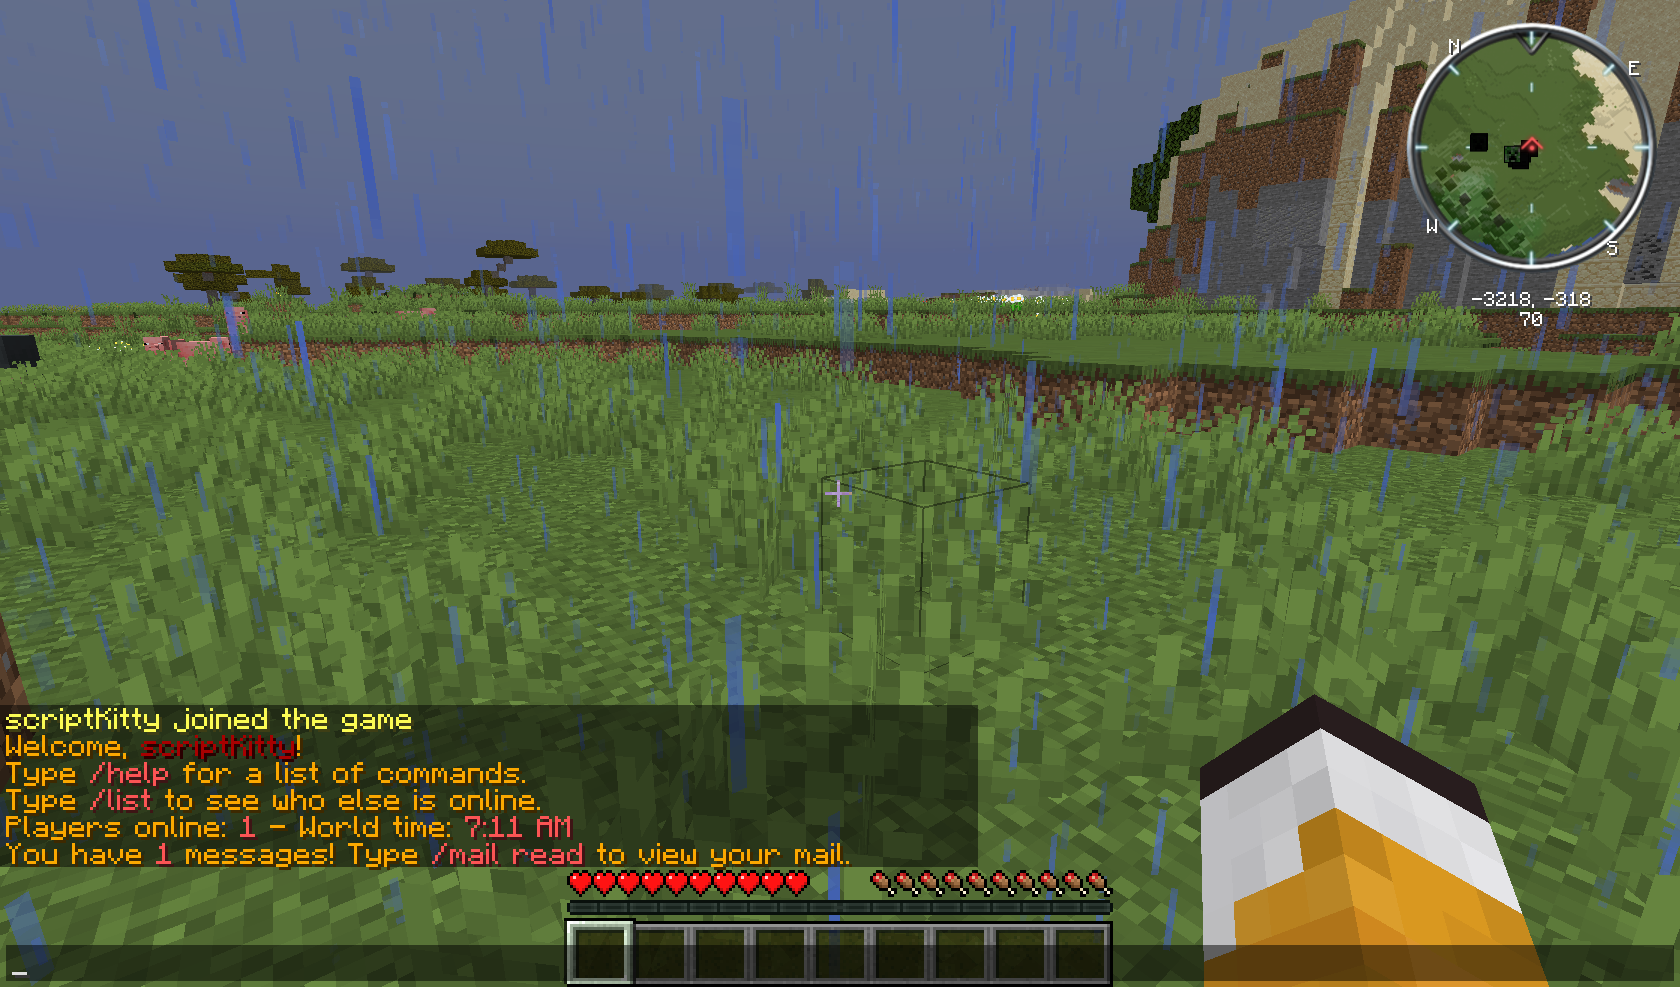 N
E
W
S
-3218, -318
70
scriptKitty joined the game
Welcome, scriptKitty!
Type /help for a list of commands.
Type /list to see who else is online.
Players online: 1 - World time: 7:11 AM
You have 1 messages! Type /mail read to view your mail.
_